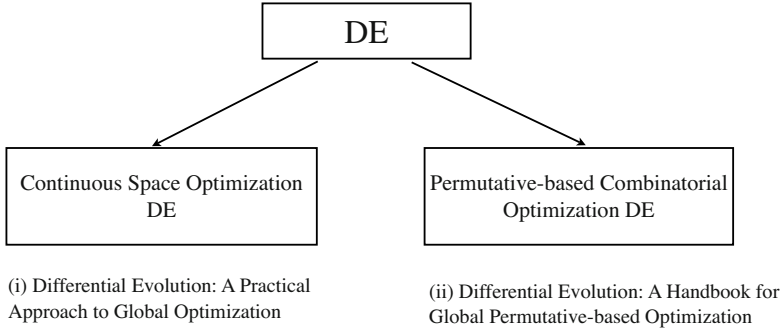 DE
Continuous Space Optimization
DE
Permutative-based Combinatorial
Optimization DE
(i) Differential Evolution: A Practical
Approach to Global Optimization
(ii) Differential Evolution: A Handbook for
Global Permutative-based Optimization